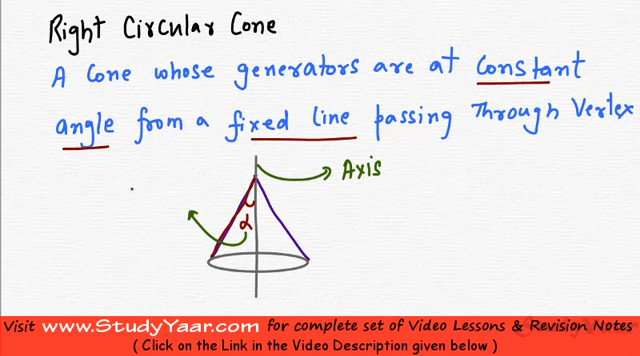 Right Circular Cone
A Cone whose generators are at constant
angle from a fixed line passing Through Vertex
Axis
α
Visit www.StudyYaar.com for complete set of Video Lessons & Revision Notes
( Click on the Link in the Video Description given below )